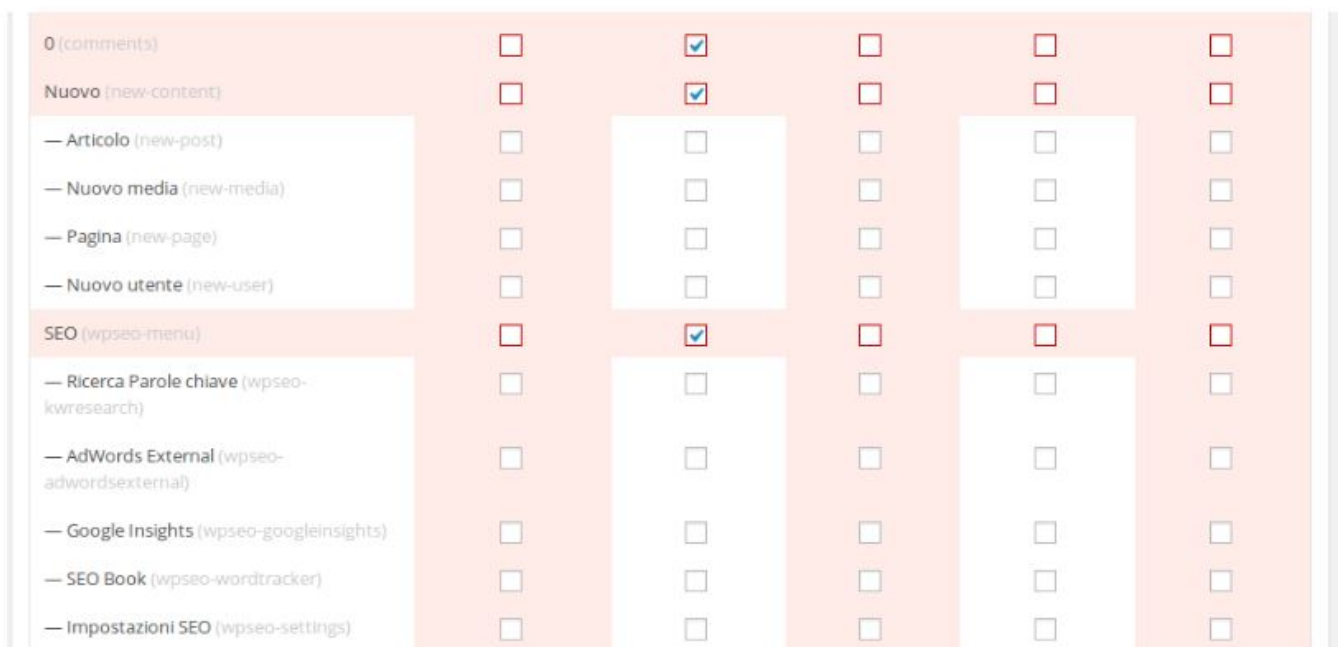 0 (comments)
Nuovo (new-content)
— Articolo (new-post)
— Nuovo media (new-media)
— Pagina (new-page)
— Nuovo utente (new-user)
SEO (wpseo-menu)
— Ricerca Parole chiave (wpseo-
kwresearch)
— AdWords External (wpseo-
adwordsexternal)
— Google Insights (wpseo-googleinsights)
— SEO Book (wpseo-wordtracker)
— Impostazioni SEO (wpseo-settings)